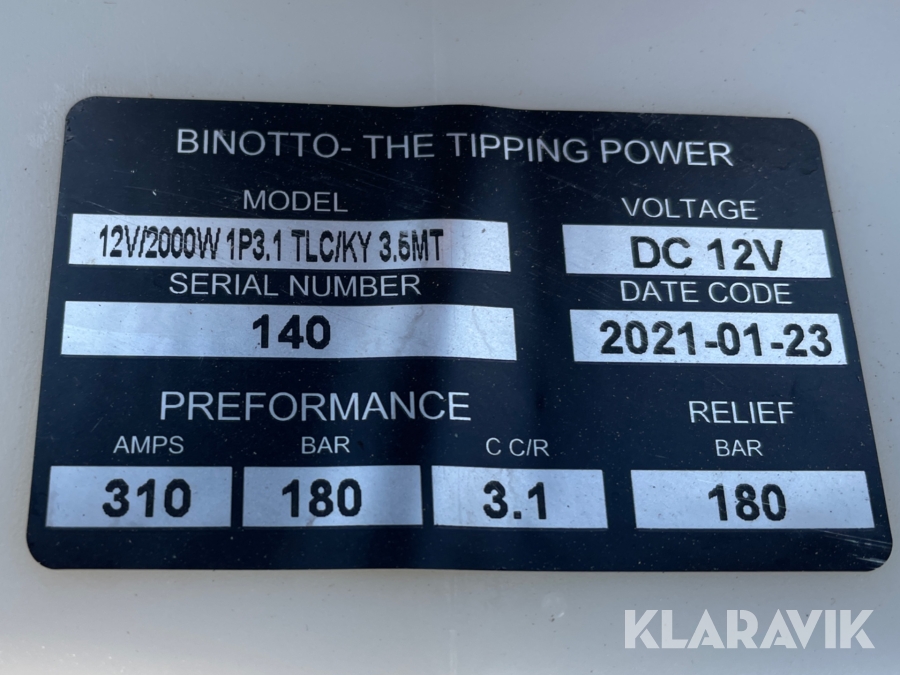 BINOTTO- THE TIPPING POWER
MODEL VOLTAGE
12V/2000W 1P3.1 TLC/KY 3.5MT DC 12V
SERIAL NUMBER DATE CODE
140 2021-01-23
PREFORMANCE RELIEF
AMPS BAR C C/R BAR
310 180 3.1 180
KLARAVIK